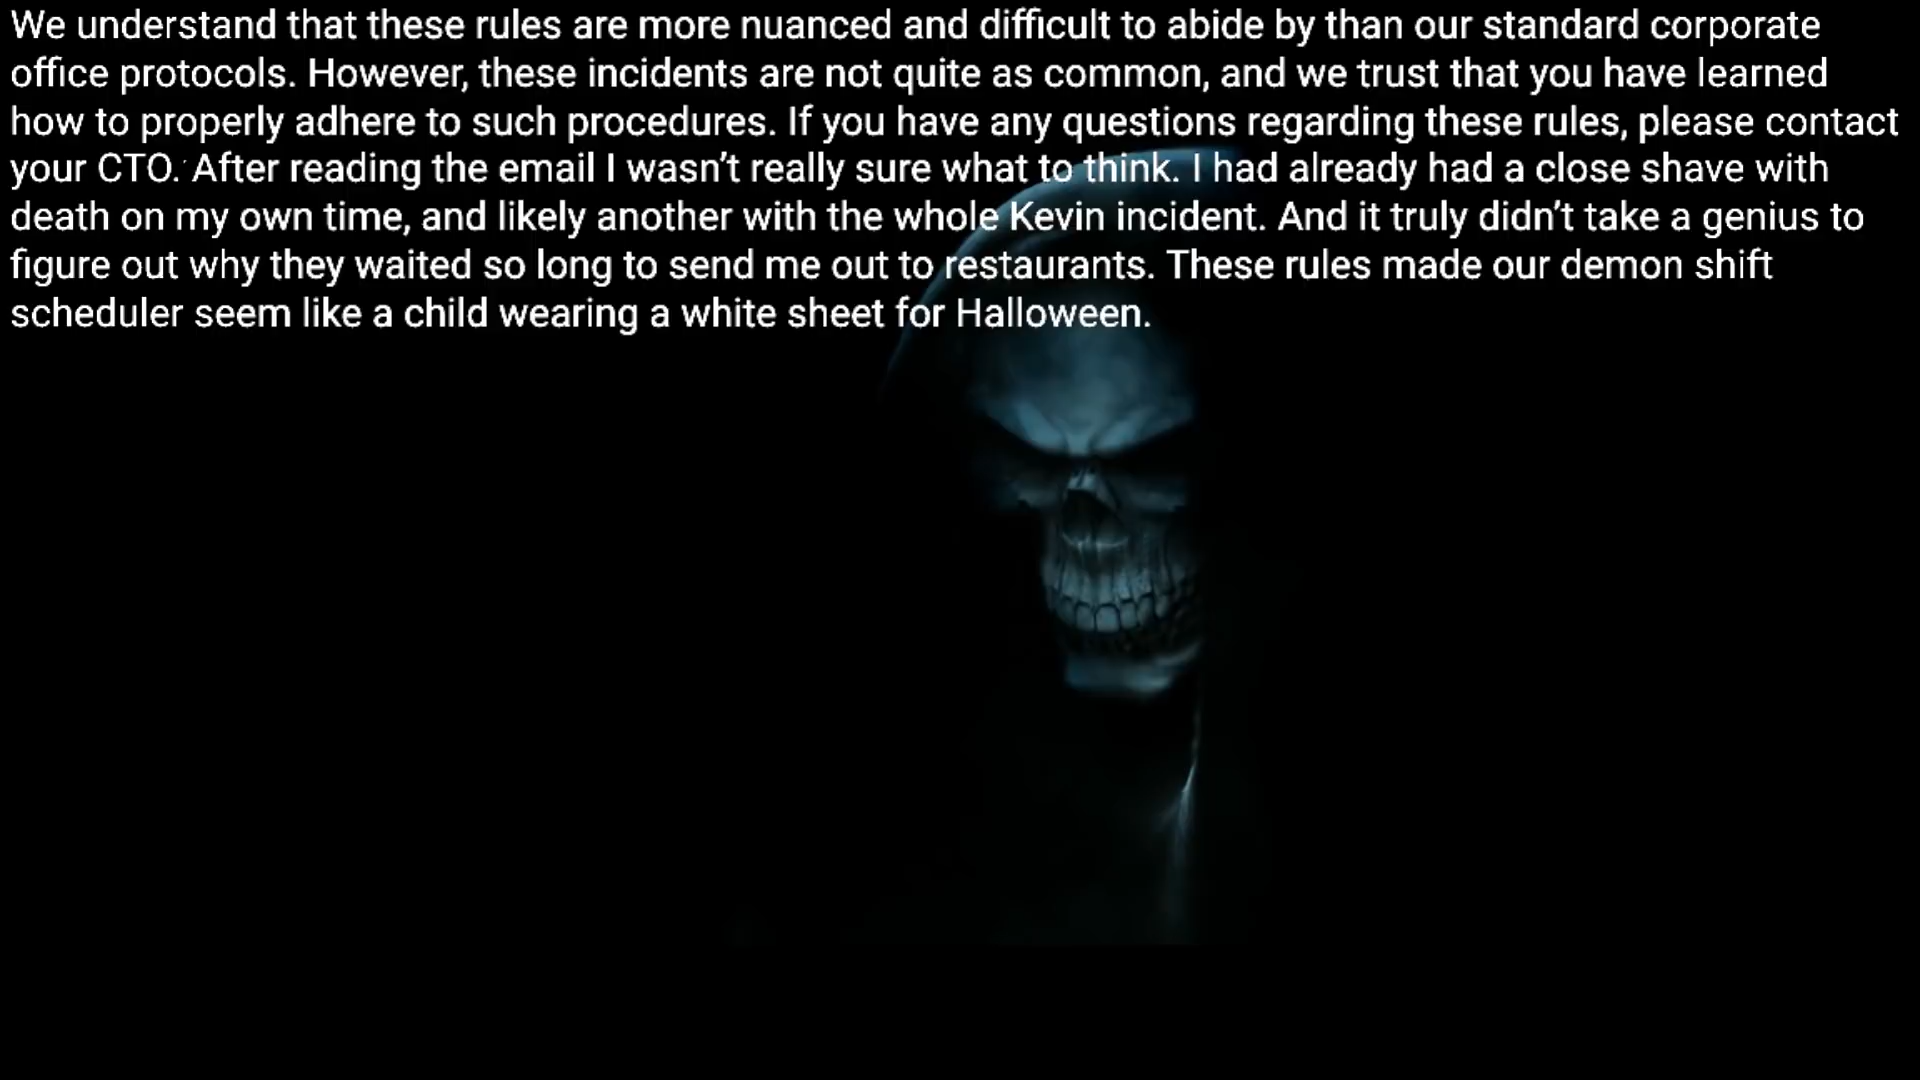 We understand that these rules are more nuanced and difficult to abide by than our standard corporate
office protocols. However, these incidents are not quite as common, and we trust that you have learned
how to properly adhere to such procedures. If you have any questions regarding these rules, please contact
your CTO.' After reading the email I wasn’t really sure what to think. I had already had a close shave with
death on my own time, and likely another with the whole Kevin incident. And it truly didn’t take a genius to
figure out why they waited so long to send me out to restaurants. These rules made our demon shift
scheduler seem like a child wearing a white sheet for Halloween.